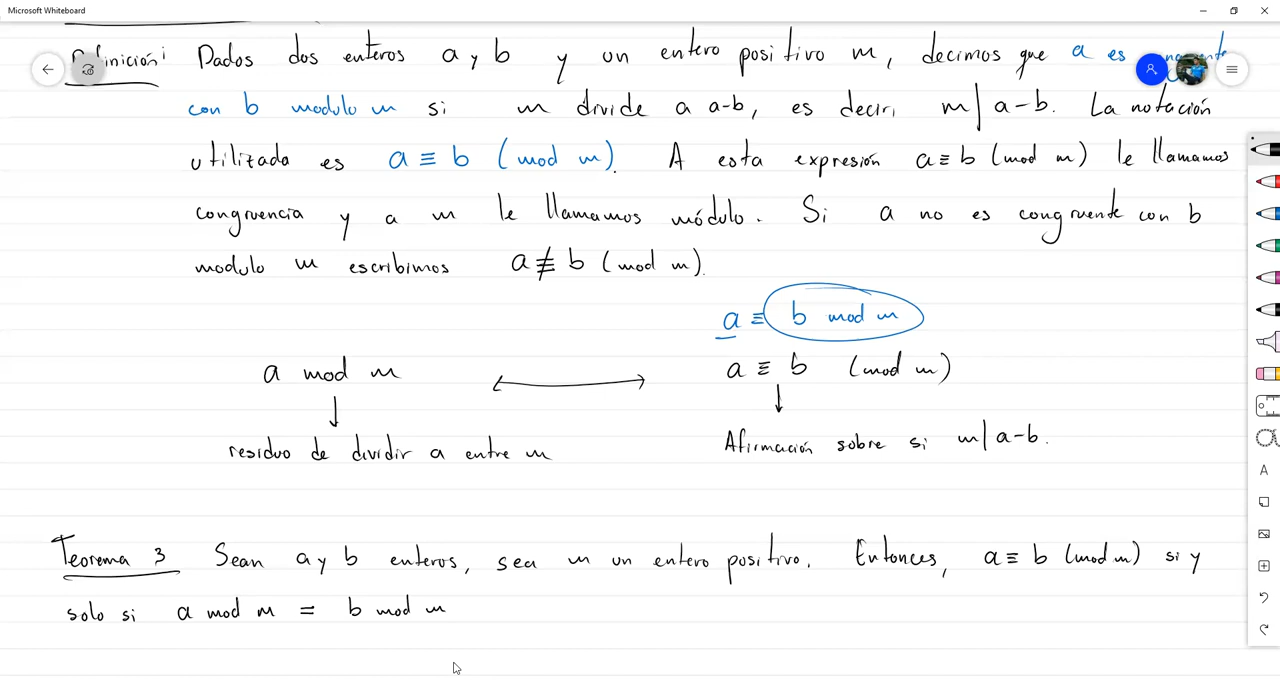 Microsoft Whiteboard
Definición: Dados dos enteros a y b y un entero positivo m, decimos que a es
con b modulo m si m divide a a-b, es decir, m | a-b. La notación
utilizada es a ≡ b (mod m). A esta expresión a ≡ b (mod m) le llamamos
congruencia y a m le llamamos módulo. Si a no es congruente con b
modulo m escribimos a ≢ b (mod m).
a ≡ b mod m
a mod m ⟷ a ≡ b (mod m)
↓ ↓
residuo de dividir a entre m Afirmación sobre si m | a-b.
Teorema 3 Sean a y b enteros, sea m un entero positivo. Entonces, a ≡ b (mod m) si y
solo si a mod m = b mod m